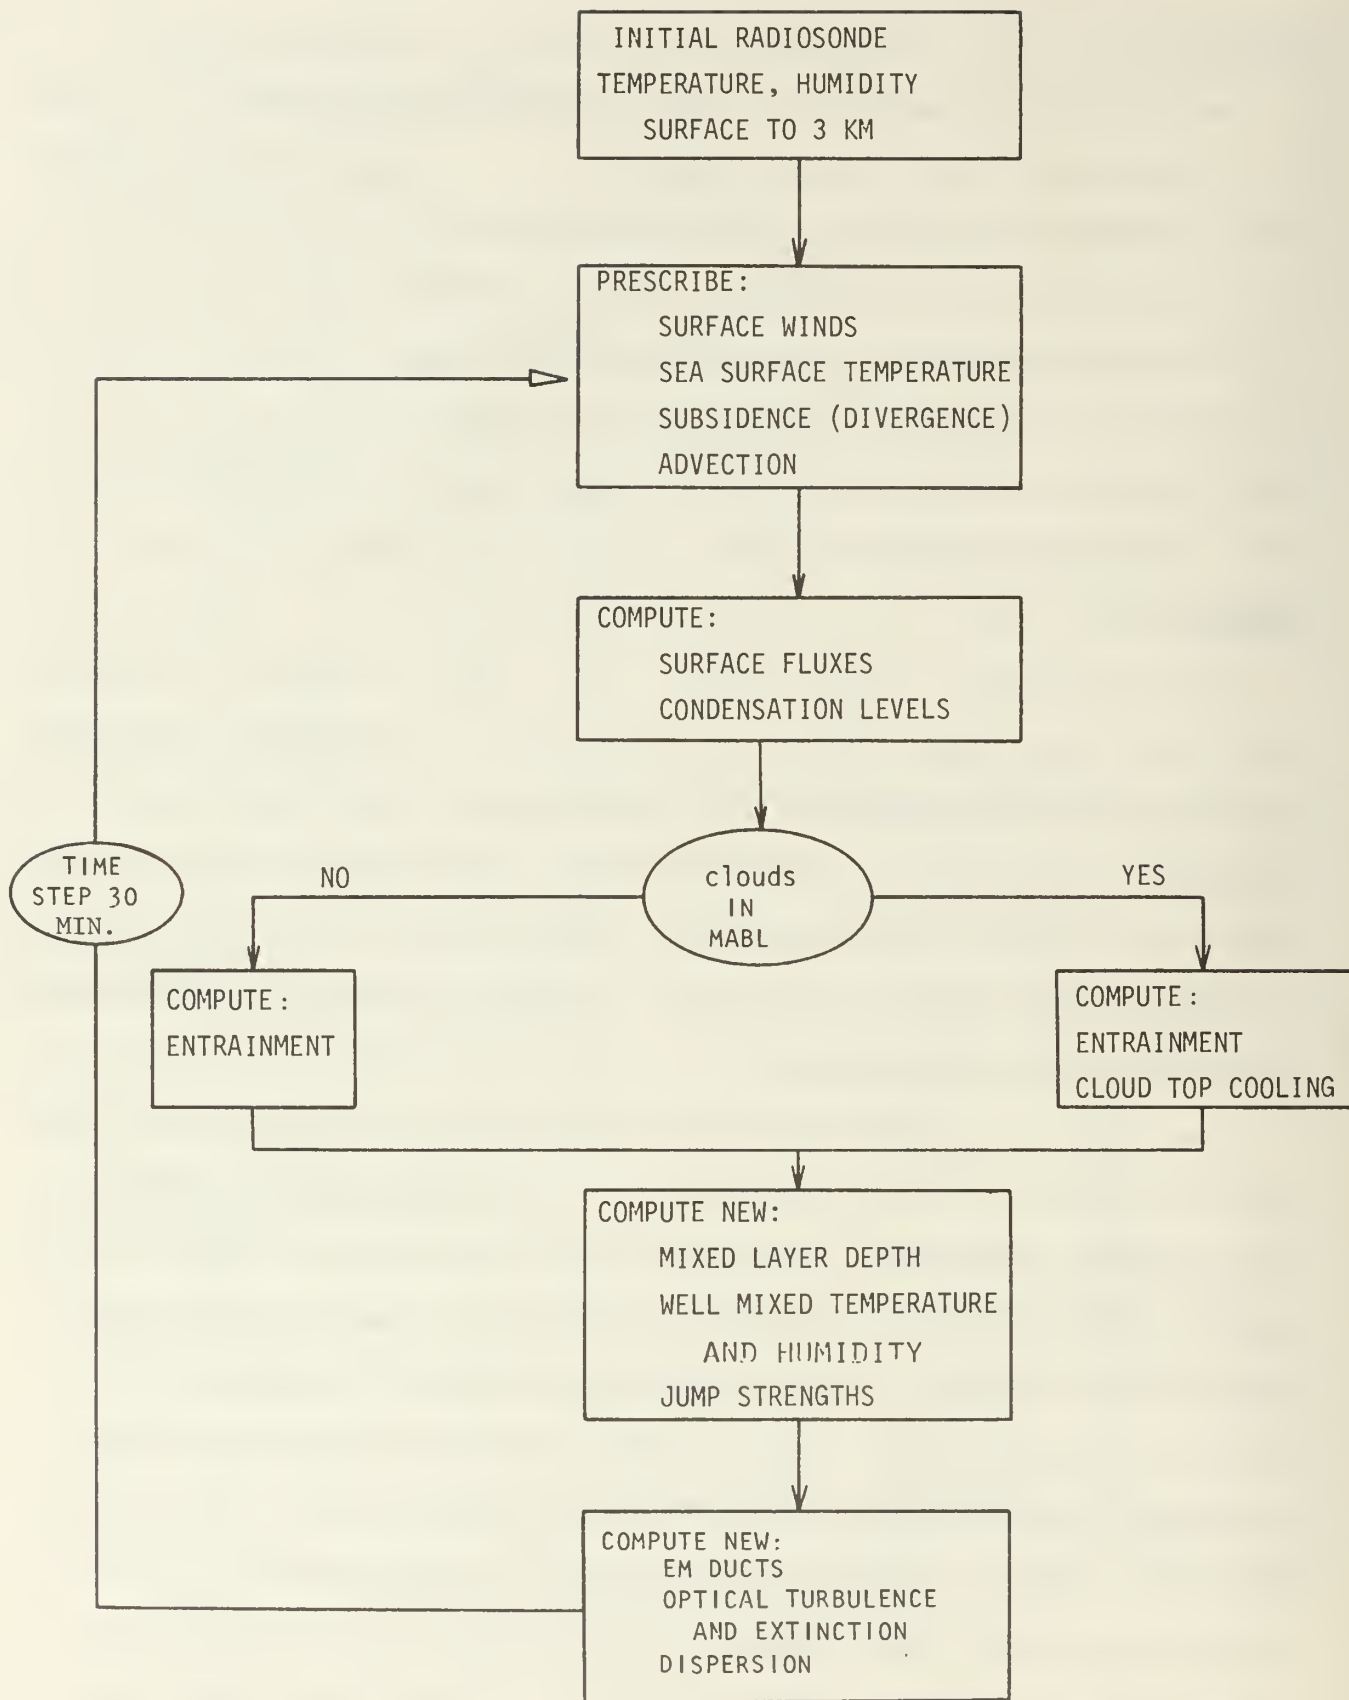 INITIAL RADIOSONDE
TEMPERATURE, HUMIDITY
SURFACE TO 3 KM
PRESCRIBE:
SURFACE WINDS
SEA SURFACE TEMPERATURE
SUBSIDENCE (DIVERGENCE)
ADVECTION
COMPUTE:
SURFACE FLUXES
CONDENSATION LEVELS
TIME
STEP 30
MIN.
NO
clouds
IN
MABL
YES
COMPUTE:
ENTRAINMENT
COMPUTE:
ENTRAINMENT
CLOUD TOP COOLING
COMPUTE NEW:
MIXED LAYER DEPTH
WELL MIXED TEMPERATURE
AND HUMIDITY
JUMP STRENGTHS
COMPUTE NEW:
EM DUCTS
OPTICAL TURBULENCE
AND EXTINCTION
DISPERSION